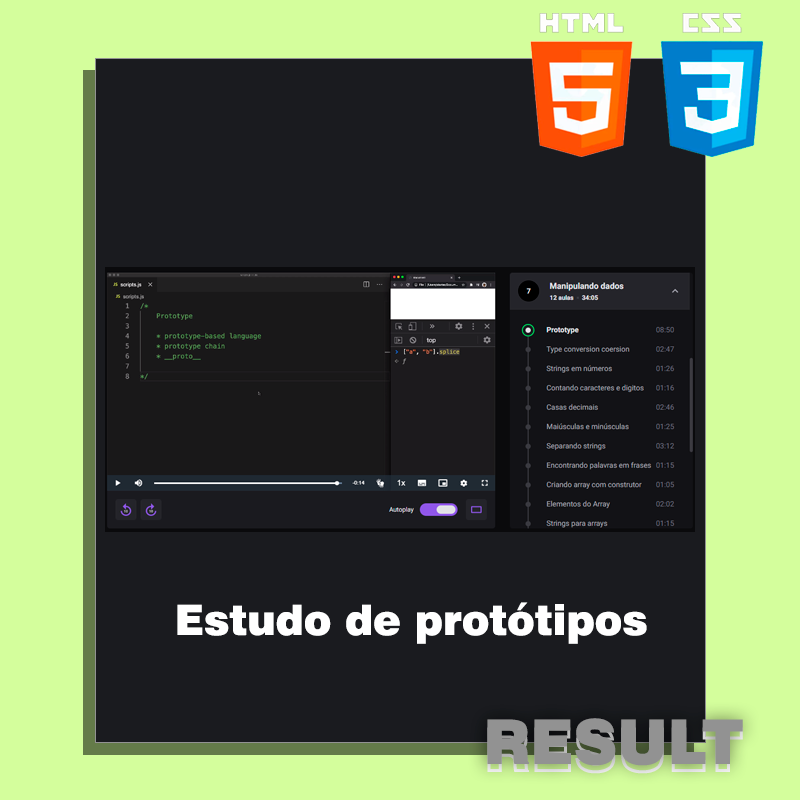 HTML
CSS
5
3
scripts.js
scripts.js
1 /*
2 Prototype
3
4 * prototype-based language
5 * prototype chain
6 * __proto__
7
8 */
top
["a", "b"].splice
-0:14
1x
Autoplay
7
Manipulando dados
12 aulas · 34:05
Prototype 08:50
Type conversion coersion 02:47
Strings em números 01:26
Contando caracteres e digitos 01:16
Casas decimais 02:46
Maiúsculas e minúsculas 01:25
Separando strings 03:12
Encontrando palavras em frases 01:15
Criando array com construtor 01:05
Elementos do Array 02:02
Strings para arrays 01:15
Estudo de protótipos
RESULT